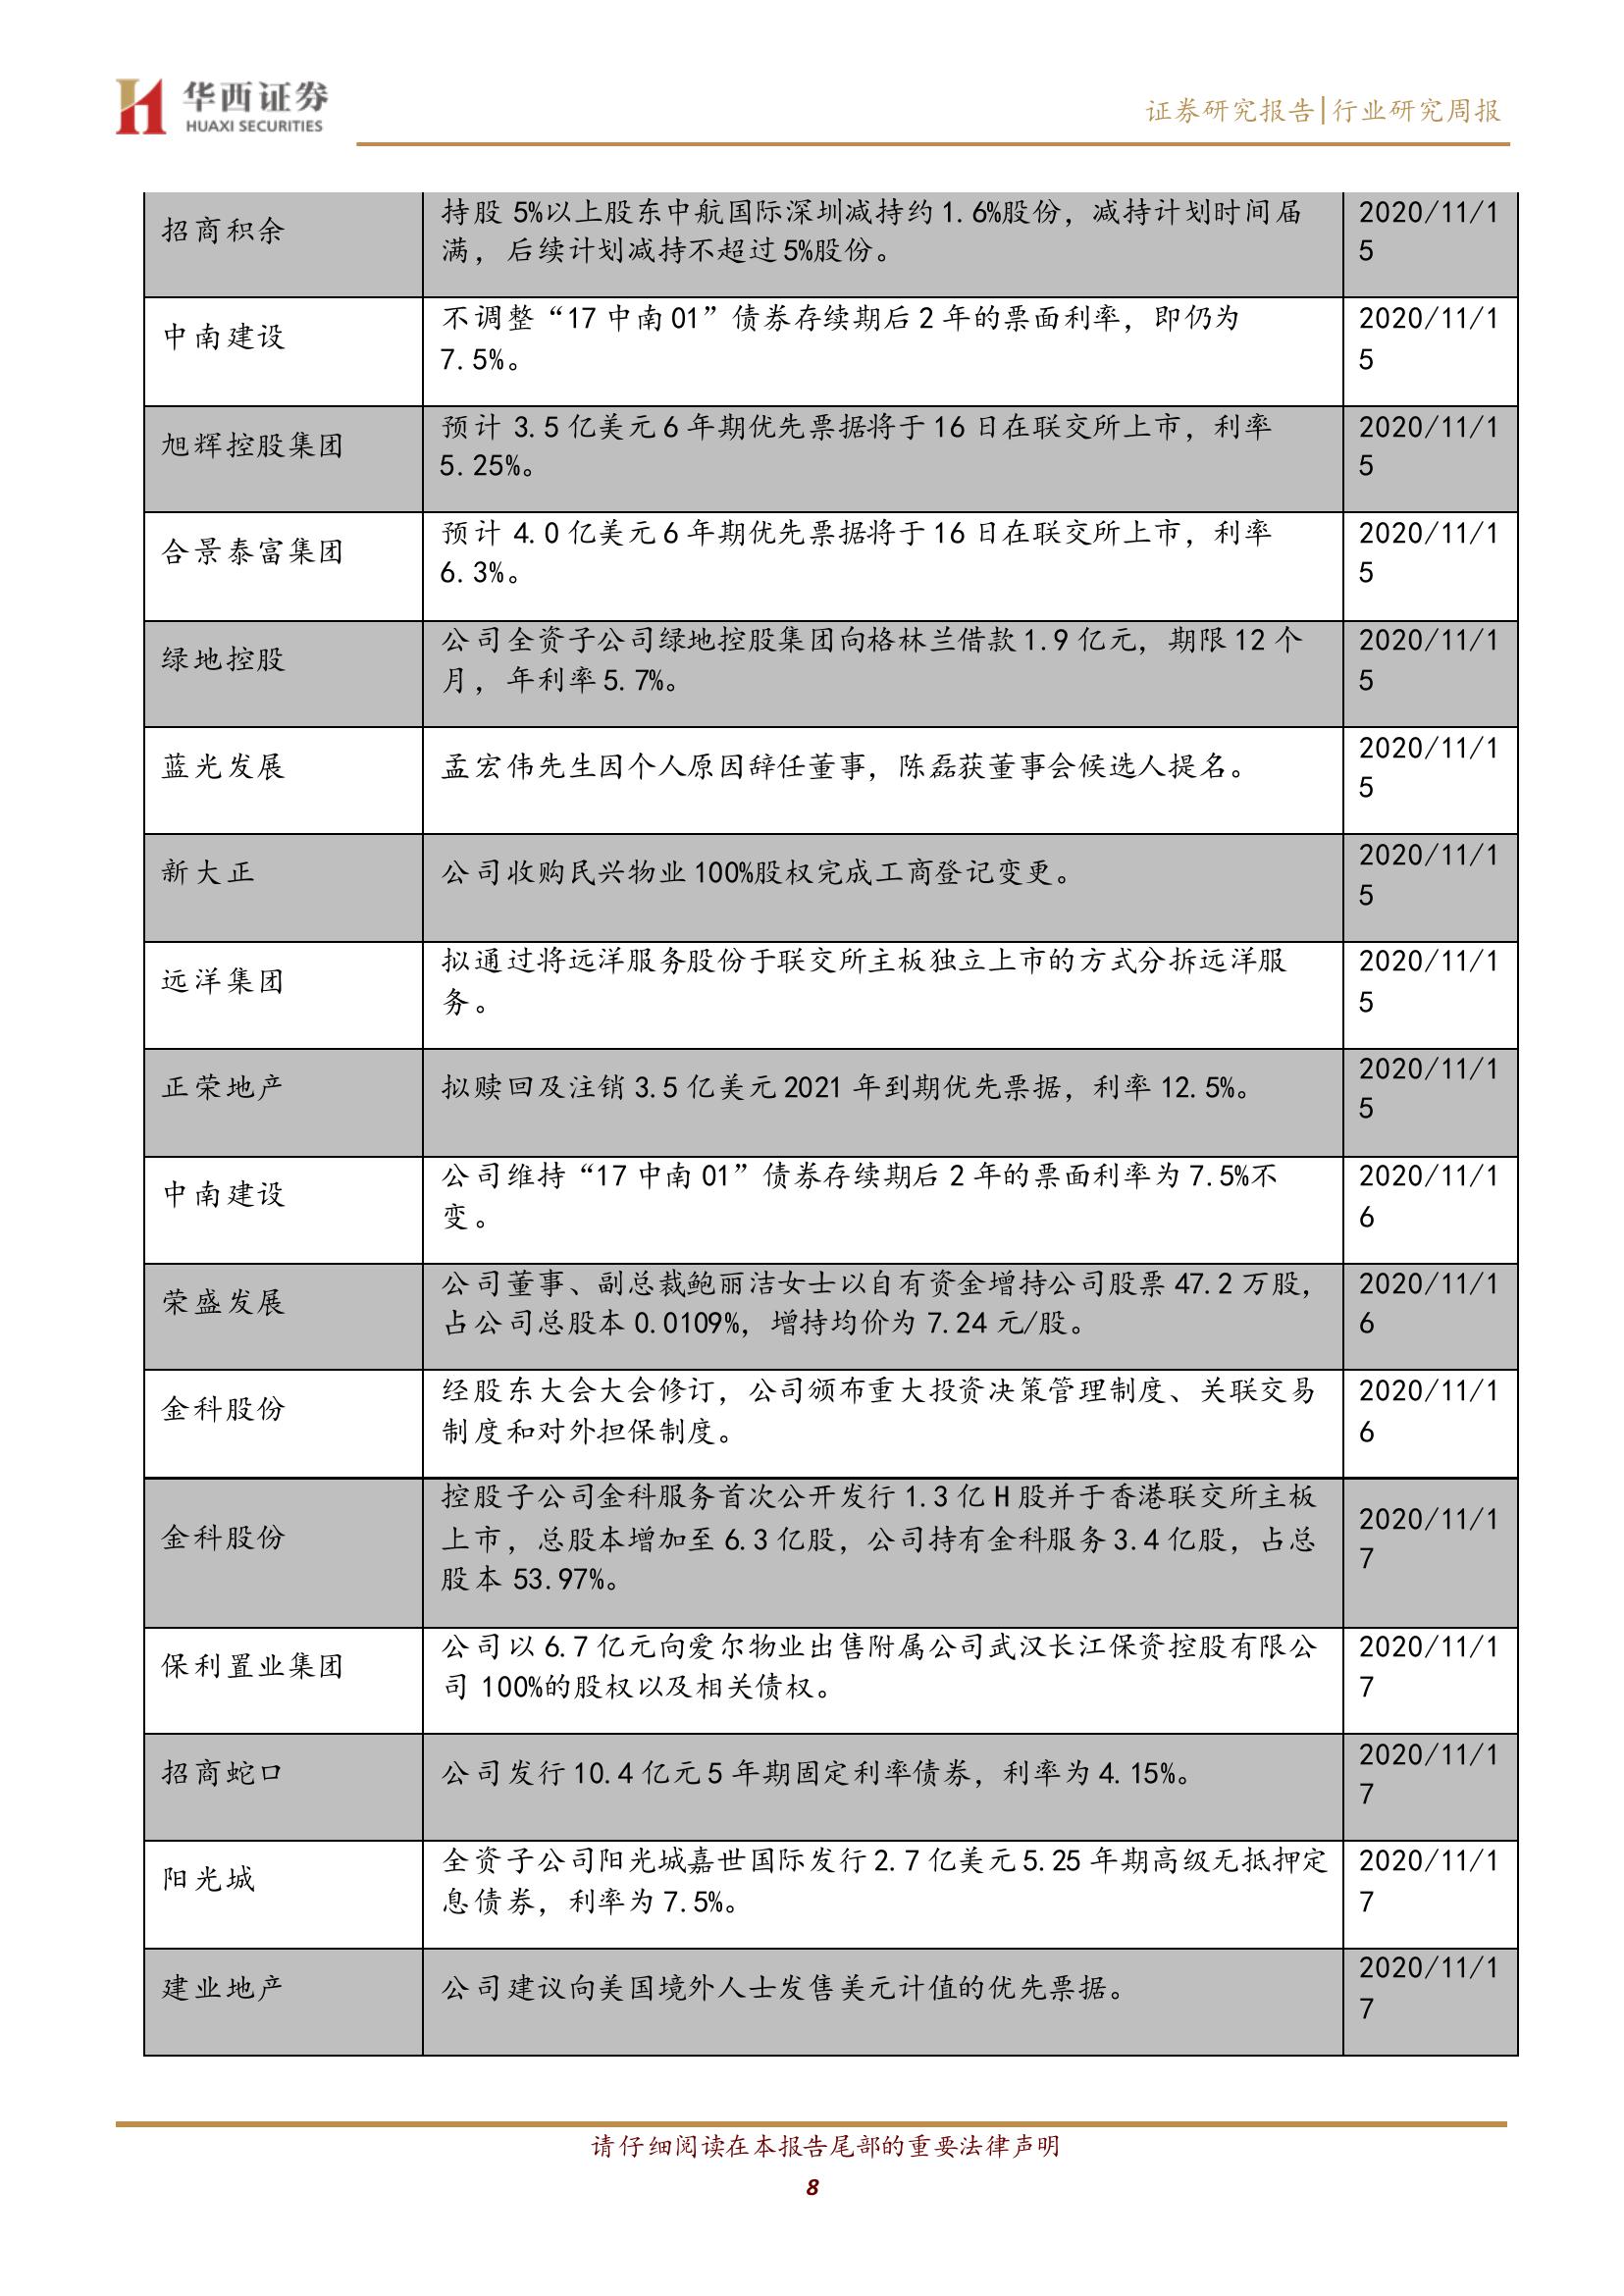 华西证券
HUAXI SECURITIES
证券研究报告|行业研究周报
招商积余
持股 5%以上股东中航国际深圳减持约 1.6%股份，减持计划时间届
满，后续计划减持不超过 5%股份。
2020/11/1
5
中南建设
不调整“17 中南 01”债券存续期后 2 年的票面利率，即仍为
7.5%。
2020/11/1
5
旭辉控股集团
预计 3.5 亿美元 6 年期优先票据将于 16 日在联交所上市，利率
5.25%。
2020/11/1
5
合景泰富集团
预计 4.0 亿美元 6 年期优先票据将于 16 日在联交所上市，利率
6.3%。
2020/11/1
5
绿地控股
公司全资子公司绿地控股集团向格林兰借款 1.9 亿元，期限 12 个
月，年利率 5.7%。
2020/11/1
5
蓝光发展
孟宏伟先生因个人原因辞任董事，陈磊获董事会候选人提名。
2020/11/1
5
新大正
公司收购民兴物业 100%股权完成工商登记变更。
2020/11/1
5
远洋集团
拟通过将远洋服务股份于联交所主板独立上市的方式分拆远洋服
务。
2020/11/1
5
正荣地产
拟赎回及注销 3.5 亿美元 2021 年到期优先票据，利率 12.5%。
2020/11/1
5
中南建设
公司维持“17 中南 01”债券存续期后 2 年的票面利率为 7.5%不
变。
2020/11/1
6
荣盛发展
公司董事、副总裁鲍丽洁女士以自有资金增持公司股票 47.2 万股，
占公司总股本 0.0109%，增持均价为 7.24 元/股。
2020/11/1
6
金科股份
经股东大会大会修订，公司颁布重大投资决策管理制度、关联交易
制度和对外担保制度。
2020/11/1
6
金科股份
控股子公司金科服务首次公开发行 1.3 亿 H 股并于香港联交所主板
上市，总股本增加至 6.3 亿股，公司持有金科服务 3.4 亿股，占总
股本 53.97%。
2020/11/1
7
保利置业集团
公司以 6.7 亿元向爱尔物业出售附属公司武汉长江保资控股有限公
司 100%的股权以及相关债权。
2020/11/1
7
招商蛇口
公司发行 10.4 亿元 5 年期固定利率债券，利率为 4.15%。
2020/11/1
7
阳光城
全资子公司阳光城嘉世国际发行 2.7 亿美元 5.25 年期高级无抵押定
息债券，利率为 7.5%。
2020/11/1
7
建业地产
公司建议向美国境外人士发售美元计值的优先票据。
2020/11/1
7
请仔细阅读在本报告尾部的重要法律声明
8